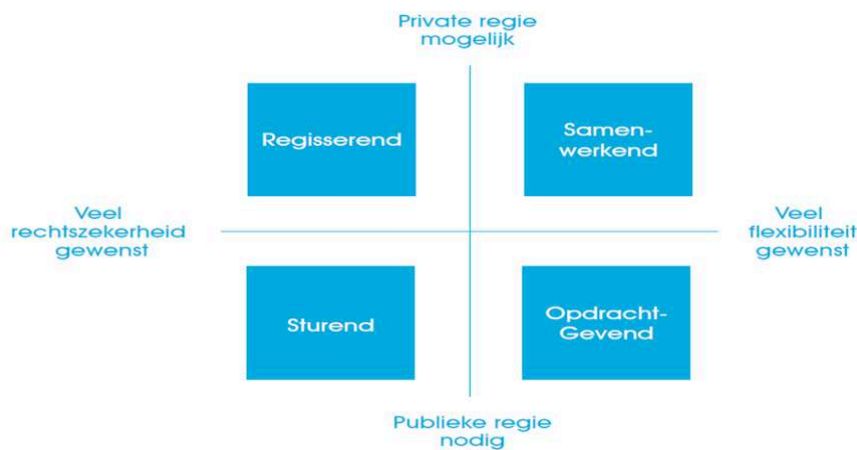 Private regie
mogelijk
Regisserend
Samen-
werkend
Veel
rechtszekerheid
gewenst
Veel
flexibiliteit
gewenst
Sturend
Opdracht-
Gevend
Publieke regie
nodig